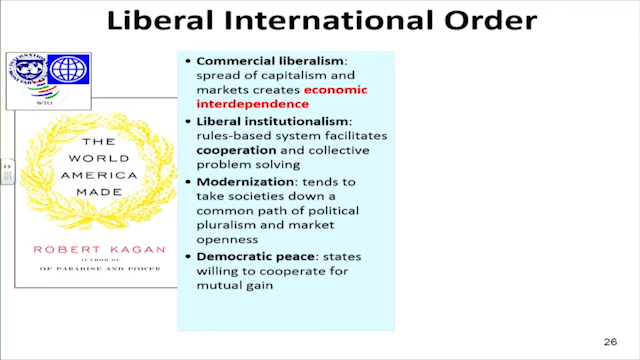 Liberal International Order
WTO
THE
WORLD
AMERICA
MADE
ROBERT KAGAN
AUTHOR OF
OF PARADISE AND POWER
• Commercial liberalism:
spread of capitalism and
markets creates economic
interdependence
• Liberal institutionalism:
rules-based system facilitates
cooperation and collective
problem solving
• Modernization: tends to
take societies down a
common path of political
pluralism and market
openness
• Democratic peace: states
willing to cooperate for
mutual gain
26